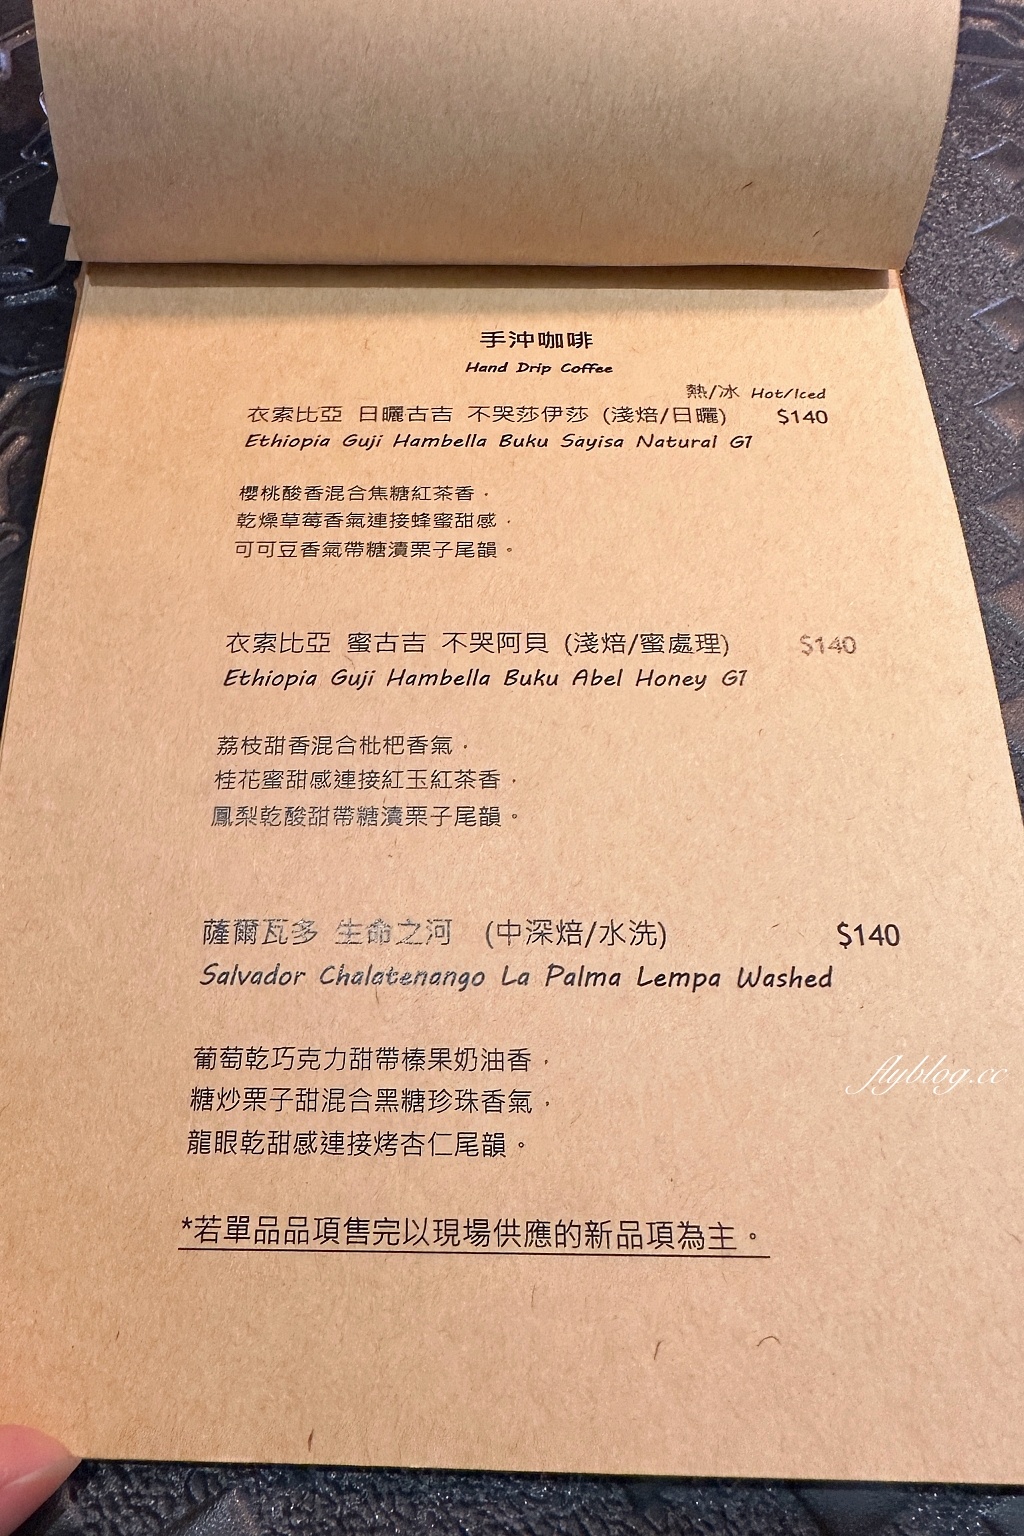 手沖咖啡
Hand Drip Coffee
熱/冰 Hot/Iced
衣索比亞 日曬古吉 不哭莎伊莎 (淺焙/日曬) $140
Ethiopia Guji Hambella Buku Sayisa Natural G1
櫻桃酸香混合焦糖紅茶香，
乾燥草莓香氣連接蜂蜜甜感，
可可豆香氣帶糖漬栗子尾韻。
衣索比亞 蜜古吉 不哭阿貝 (淺焙/蜜處理) $140
Ethiopia Guji Hambella Buku Abel Honey G1
荔枝甜香混合枇杷香氣，
桂花蜜甜感連接紅玉紅茶香，
鳳梨乾酸甜帶糖漬栗子尾韻。
薩爾瓦多 生命之河 (中深焙/水洗) $140
Salvador Chalatenango La Palma Lempa Washed
葡萄乾巧克力甜帶榛果奶油香，
糖炒栗子甜混合黑糖珍珠香氣，
龍眼乾甜感連接烤杏仁尾韻。
*若單品品項售完以現場供應的新品項為主。
flyblog.cc